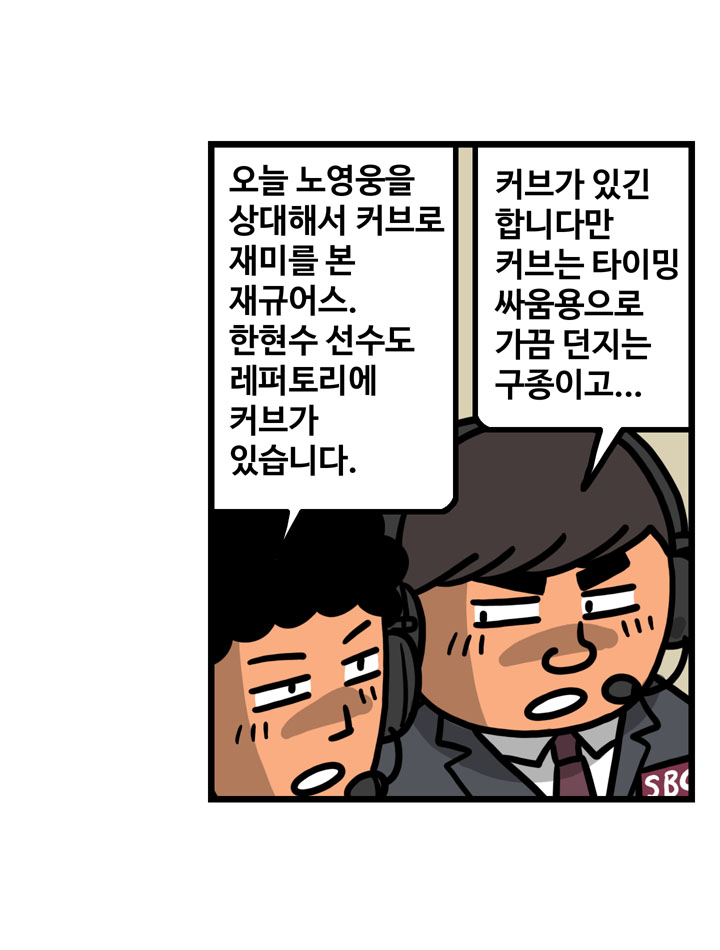 오늘 노영웅을
상대해서 커브로
재미를 본
재규어스.
한현수 선수도
레퍼토리에
커브가
있습니다.
커브가 있긴
합니다만
커브는 타이밍
싸움용으로
가끔 던지는
구종이고...
SBC